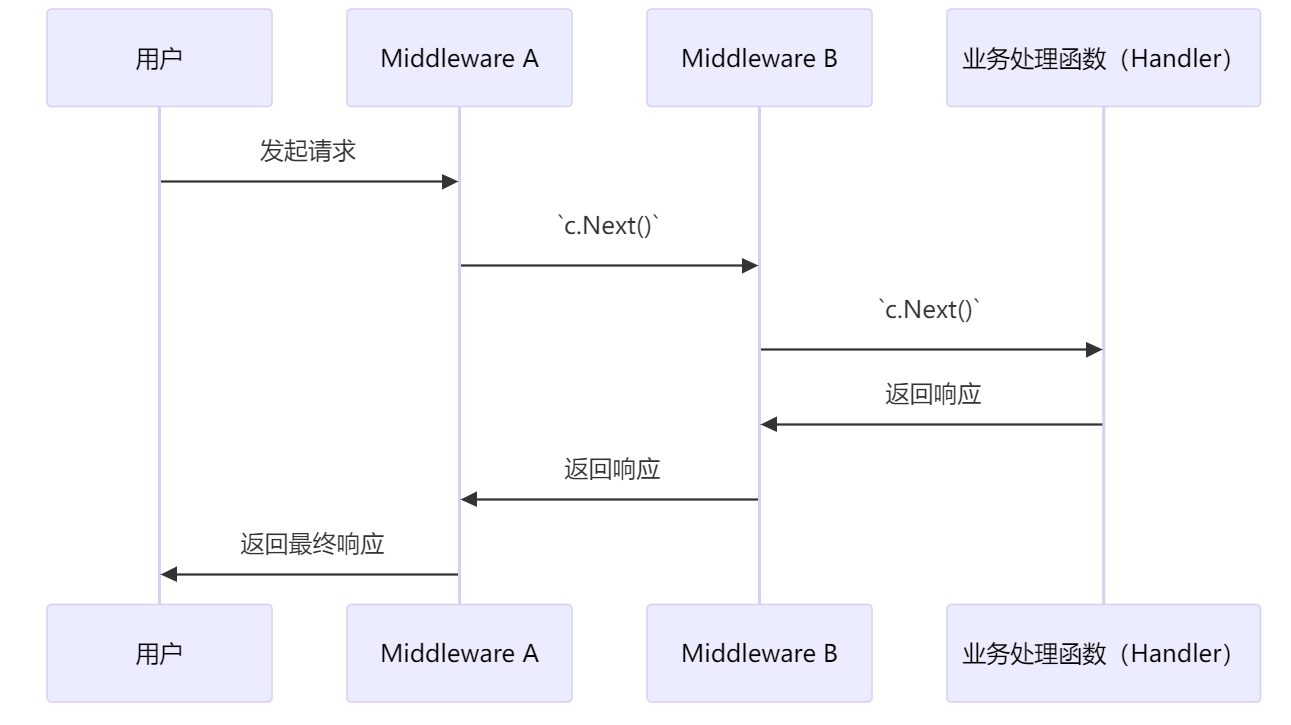 用户
Middleware A
Middleware B
业务处理函数（Handler）
发起请求
`c.Next()`
`c.Next()`
返回响应
返回响应
返回最终响应
用户
Middleware A
Middleware B
业务处理函数（Handler）